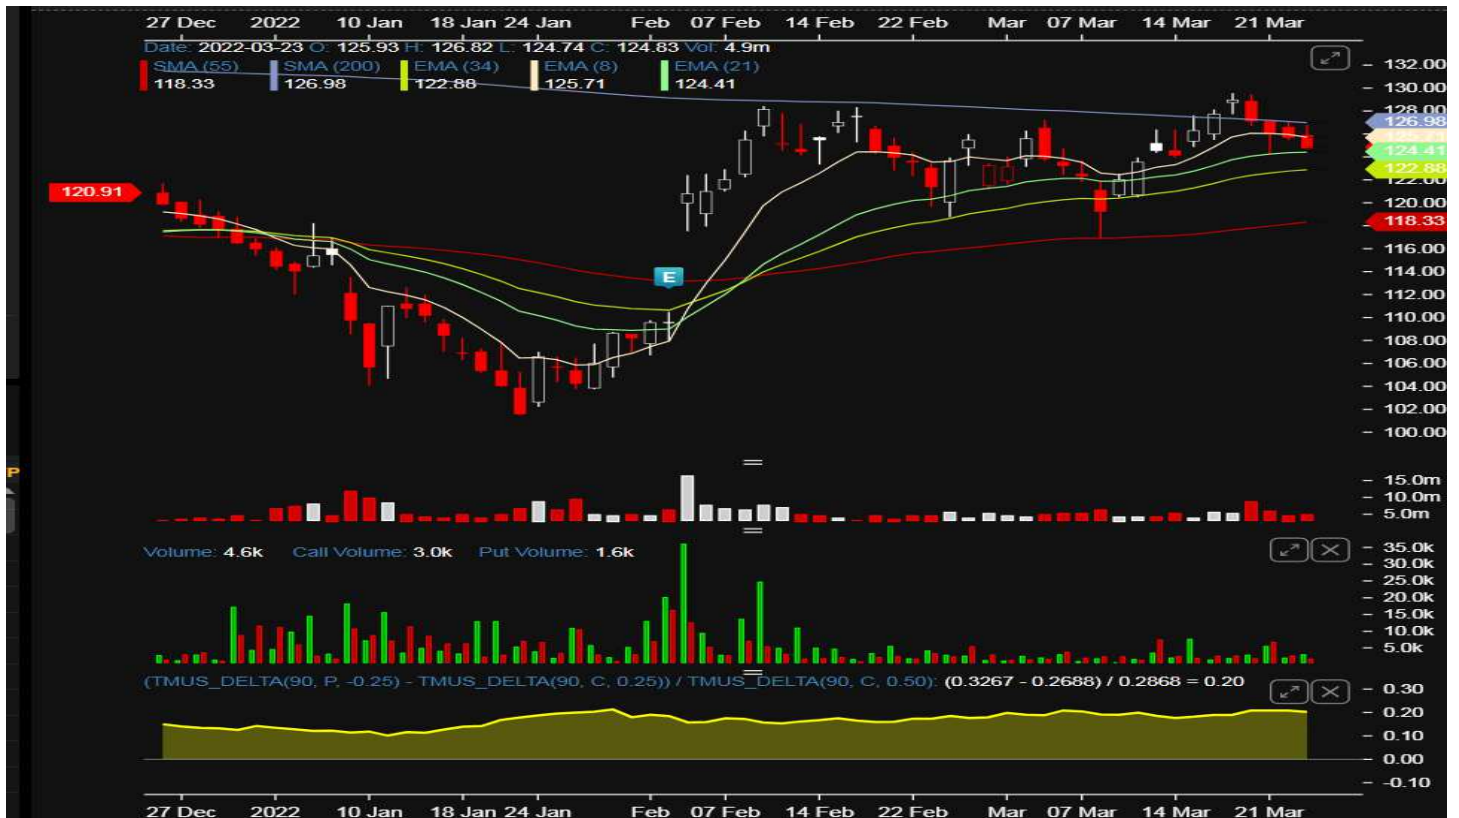 27 Dec 2022 10 Jan 18 Jan 24 Jan Feb 07 Feb 14 Feb 22 Feb Mar 07 Mar 14 Mar 21 Mar
Date: 2022-03-23 O: 125.93 H: 126.82 L: 124.74 C: 124.83 Vol: 4.9m
SMA (55) SMA (200) EMA (34) EMA (8) EMA (21)
118.33 126.98 122.88 125.71 124.41
132.00
130.00
128.00
126.98
125.71
124.41
122.88
122.00
120.91
120.00
118.33
116.00
E
114.00
112.00
110.00
108.00
106.00
104.00
102.00
100.00
P
15.0m
10.0m
5.0m
Volume: 4.6k Call Volume: 3.0k Put Volume: 1.6k
35.0k
30.0k
25.0k
20.0k
15.0k
10.0k
5.0k
(TMUS_DELTA(90, P, -0.25) - TMUS_DELTA(90, C, 0.25)) / TMUS_DELTA(90, C, 0.50): (0.3267 - 0.2688) / 0.2868 = 0.20
0.30
0.20
0.10
0.00
-0.10
27 Dec 2022 10 Jan 18 Jan 24 Jan Feb 07 Feb 14 Feb 22 Feb Mar 07 Mar 14 Mar 21 Mar